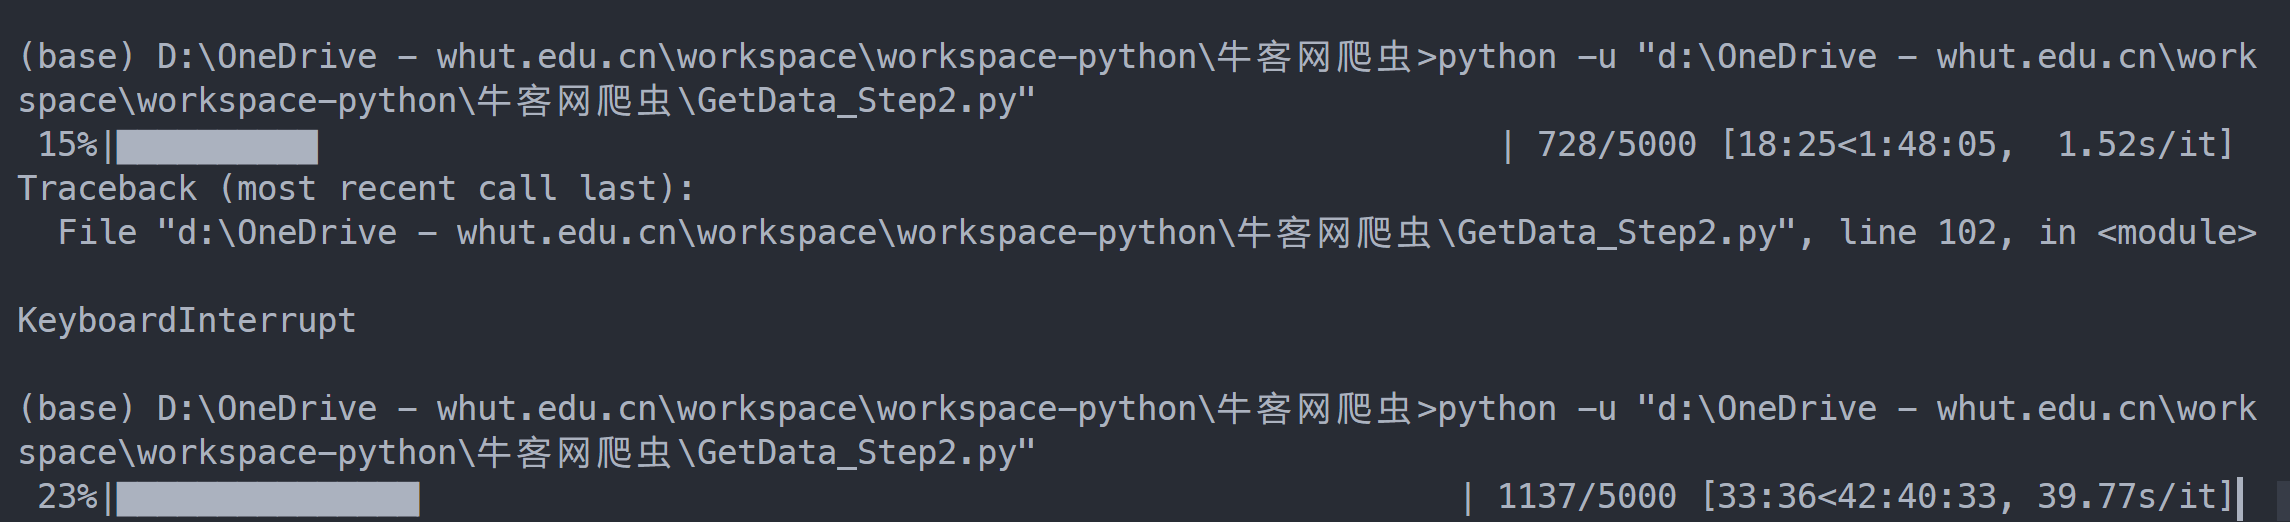 (base) D:\OneDrive - whut.edu.cn\workspace\workspace-python\牛客网爬虫>python -u "d:\OneDrive - whut.edu.cn\work
space\workspace-python\牛客网爬虫\GetData_Step2.py"
15%| | 728/5000 [18:25<1:48:05,  1.52s/it]
Traceback (most recent call last):
  File "d:\OneDrive - whut.edu.cn\workspace\workspace-python\牛客网爬虫\GetData_Step2.py", line 102, in <module>
KeyboardInterrupt
(base) D:\OneDrive - whut.edu.cn\workspace\workspace-python\牛客网爬虫>python -u "d:\OneDrive - whut.edu.cn\work
space\workspace-python\牛客网爬虫\GetData_Step2.py"
23%| | 1137/5000 [33:36<42:40:33, 39.77s/it]